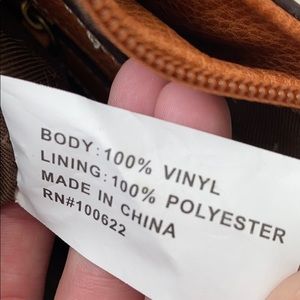 BODY:100% VINYL
LINING:100% POLYESTER
MADE IN CHINA
RN#100622